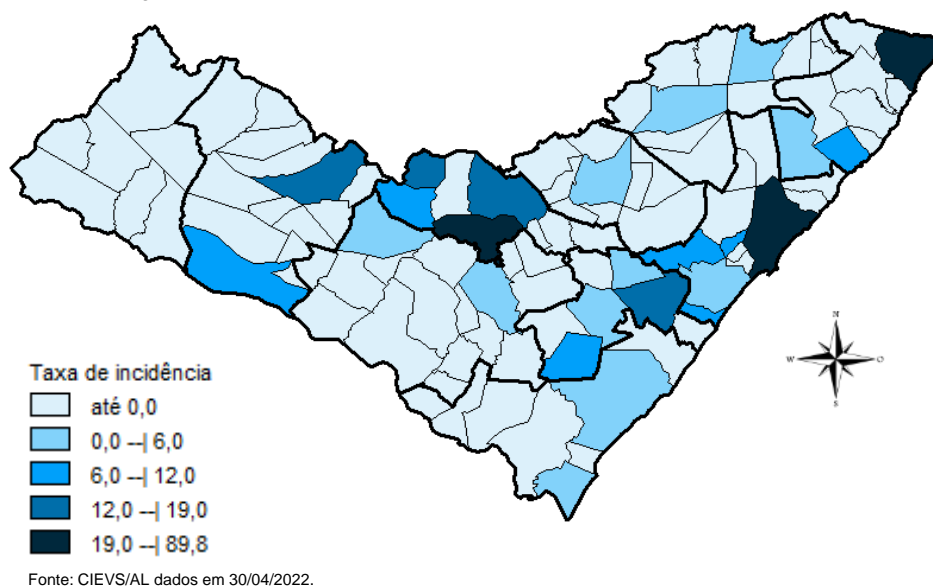 N
W
O
S
Taxa de incidência
até 0,0
0,0 --| 6,0
6,0 --| 12,0
12,0 --| 19,0
19,0 --| 89,8
Fonte: CIEVS/AL dados em 30/04/2022.